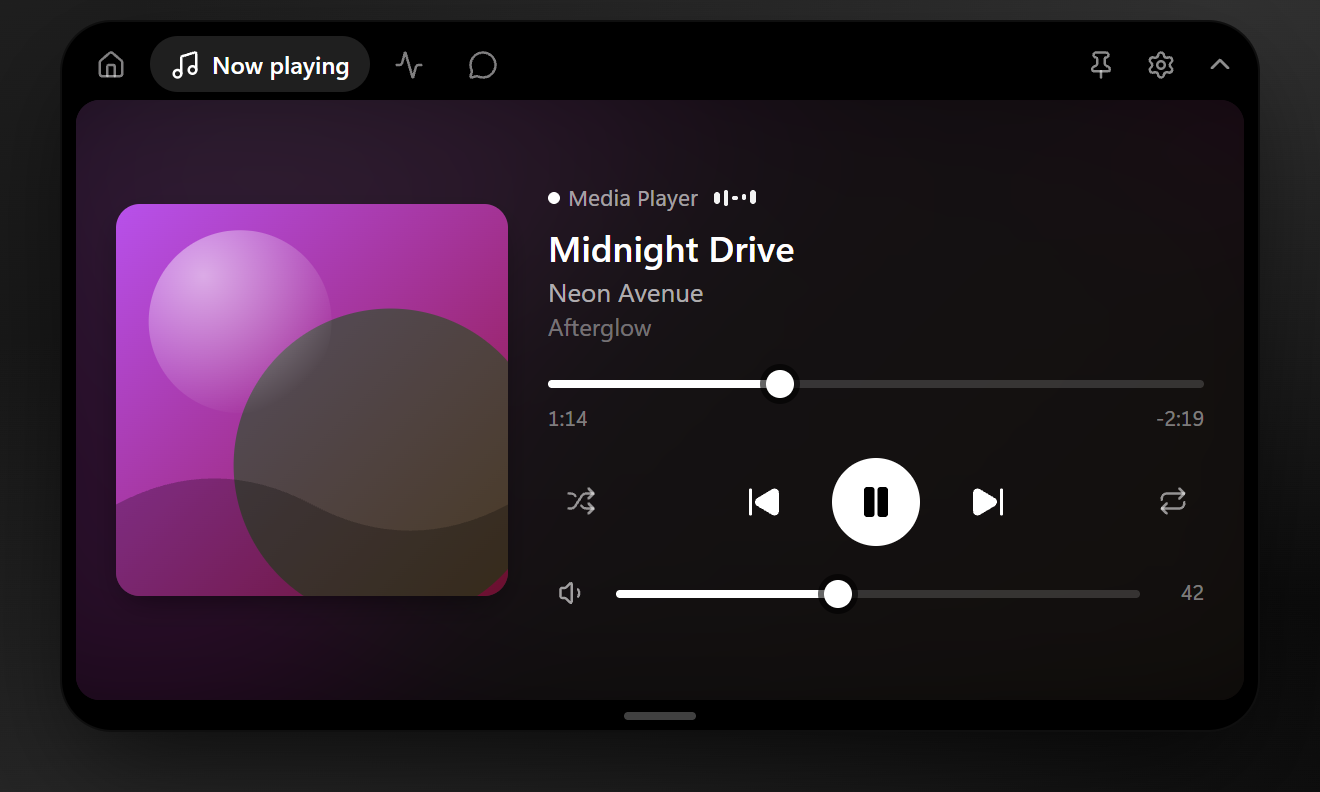 Now playing
Media Player
Midnight Drive
Neon Avenue
Afterglow
1:14
-2:19
42